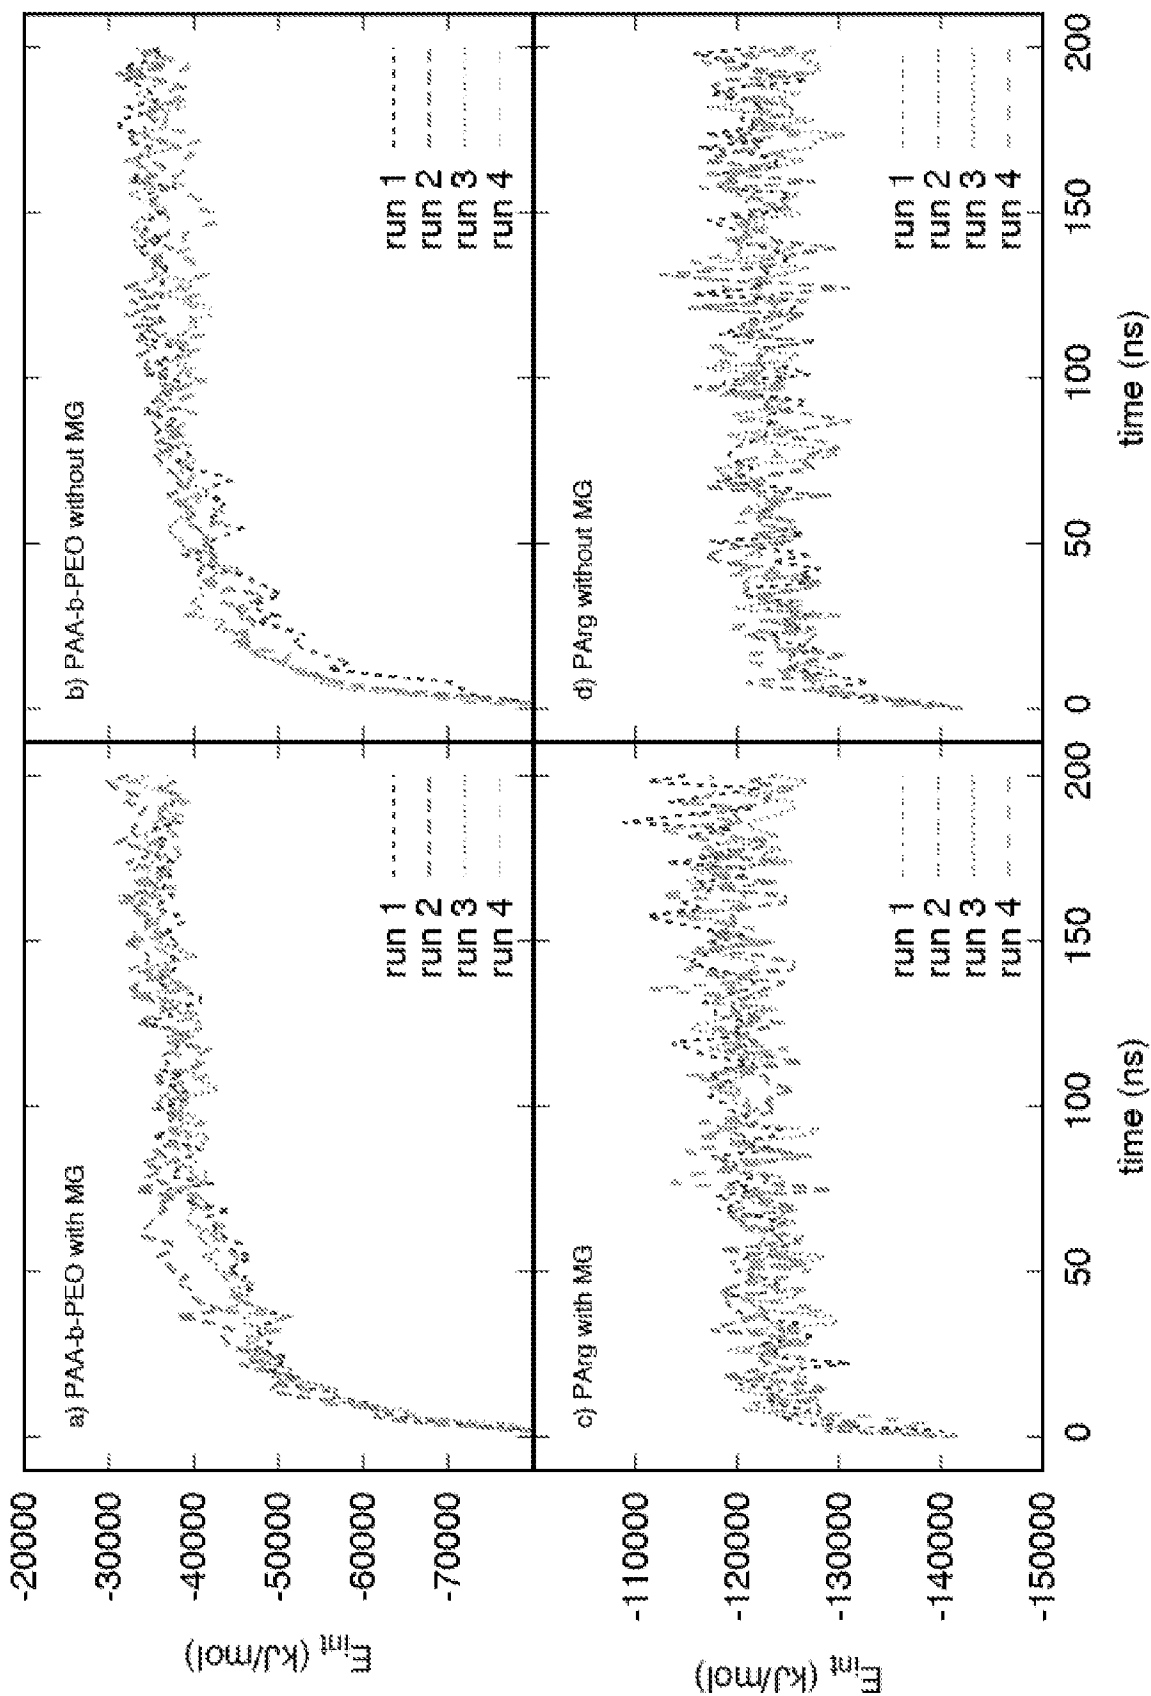 a) PAA-b-PEO with MG
b) PAA-b-PEO without MG
-20000
-30000
-40000
-50000
-60000
-70000
E_int (kJ/mol)
run 1
run 2
run 3
run 4
run 1
run 2
run 3
run 4
c) PArg with MG
d) PArg without MG
-110000
-120000
-130000
-140000
-150000
E_int (kJ/mol)
run 1
run 2
run 3
run 4
run 1
run 2
run 3
run 4
0 50 100 150 200
0 50 100 150 200
time (ns)
time (ns)